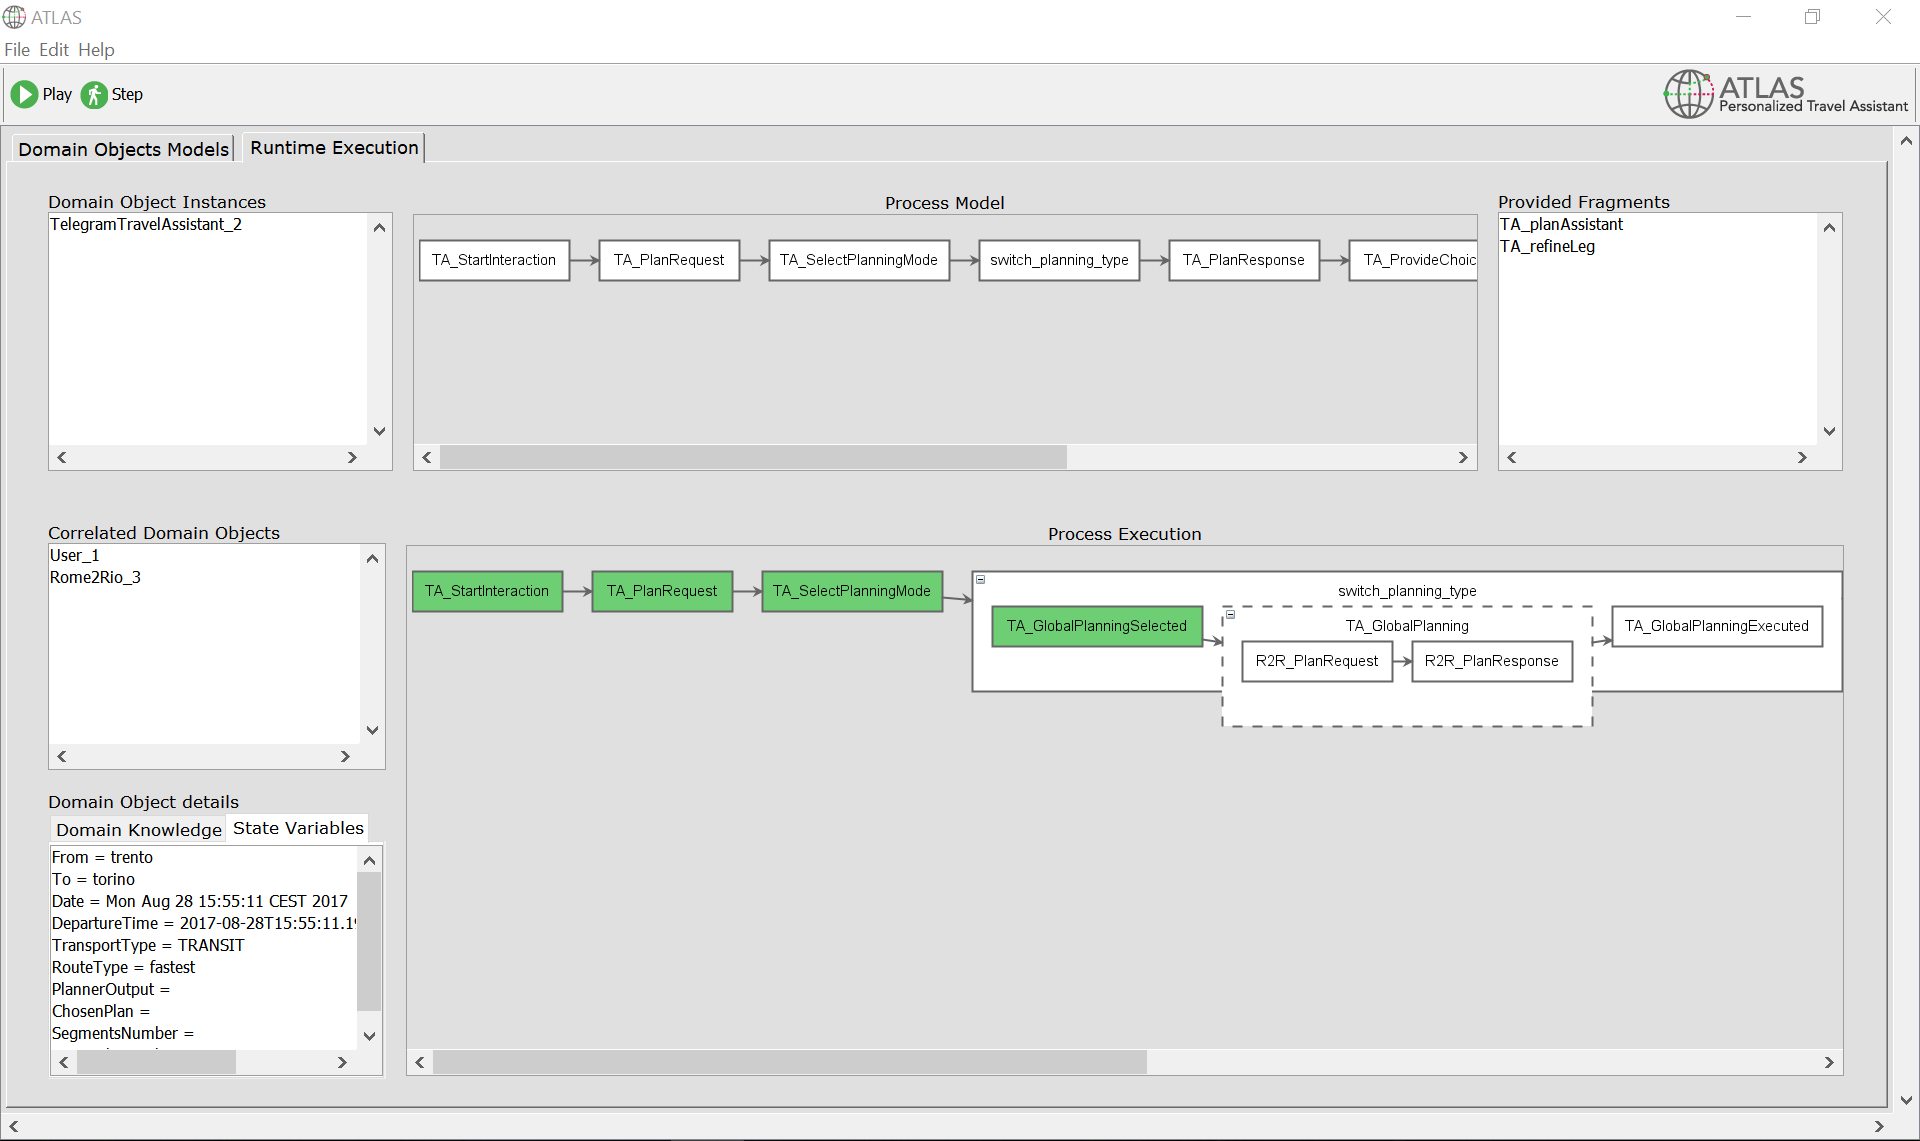 ATLAS
File Edit Help
Play Step
ATLAS
Personalized Travel Assistant
Domain Objects Models Runtime Execution
Domain Object Instances
TelegramTravelAssistant_2
Process Model
TA_StartInteraction TA_PlanRequest TA_SelectPlanningMode switch_planning_type TA_PlanResponse TA_ProvideChoic
Provided Fragments
TA_planAssistant
TA_refineLeg
Correlated Domain Objects
User_1
Rome2Rio_3
Process Execution
TA_StartInteraction TA_PlanRequest TA_SelectPlanningMode
switch_planning_type
TA_GlobalPlanningSelected TA_GlobalPlanning TA_GlobalPlanningExecuted
R2R_PlanRequest R2R_PlanResponse
Domain Object details
Domain Knowledge State Variables
From = trento
To = torino
Date = Mon Aug 28 15:55:11 CEST 2017
DepartureTime = 2017-08-28T15:55:11.1
TransportType = TRANSIT
RouteType = fastest
PlannerOutput =
ChosenPlan =
SegmentsNumber =